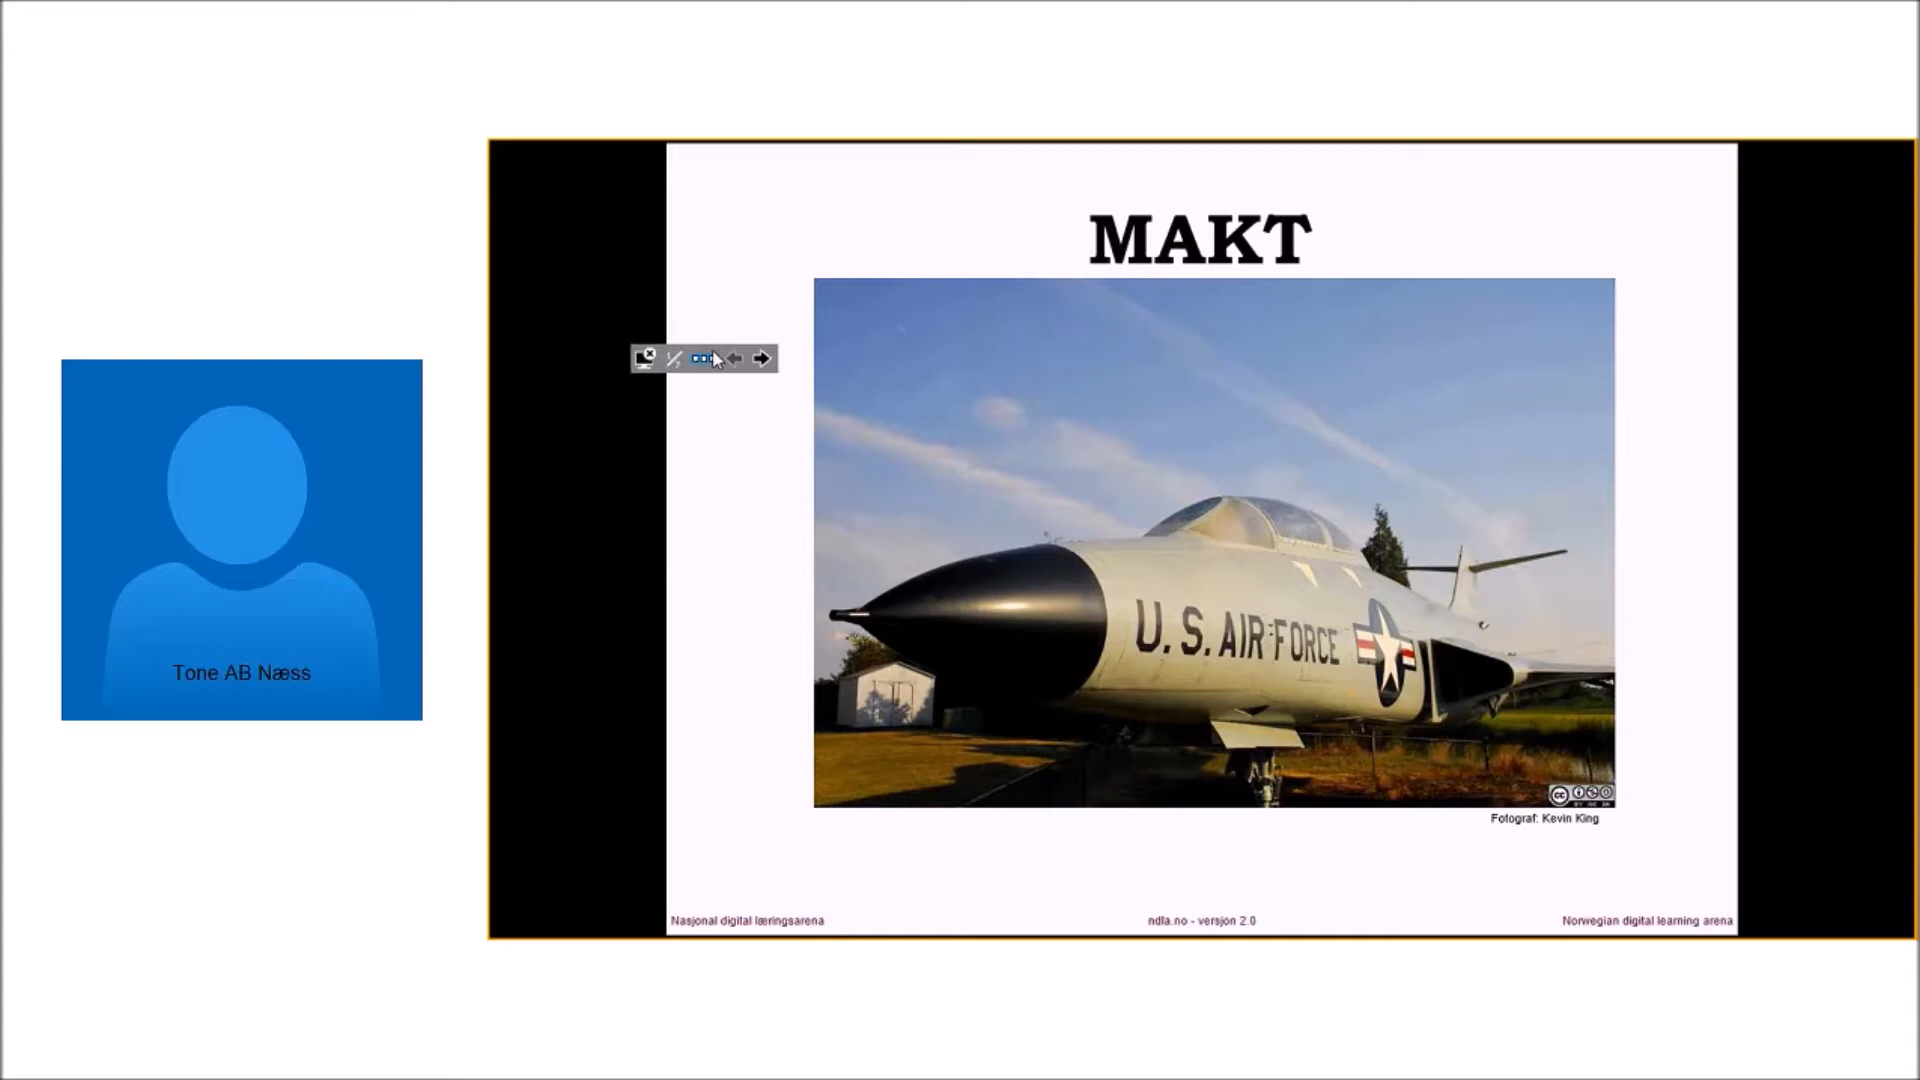 MAKT
U.S. AIR FORCE
Tone AB Næss
Fotograf: Kevin King
Nasjonal digital læringsarena
ndla.no - versjon 2.0
Norwegian digital learning arena